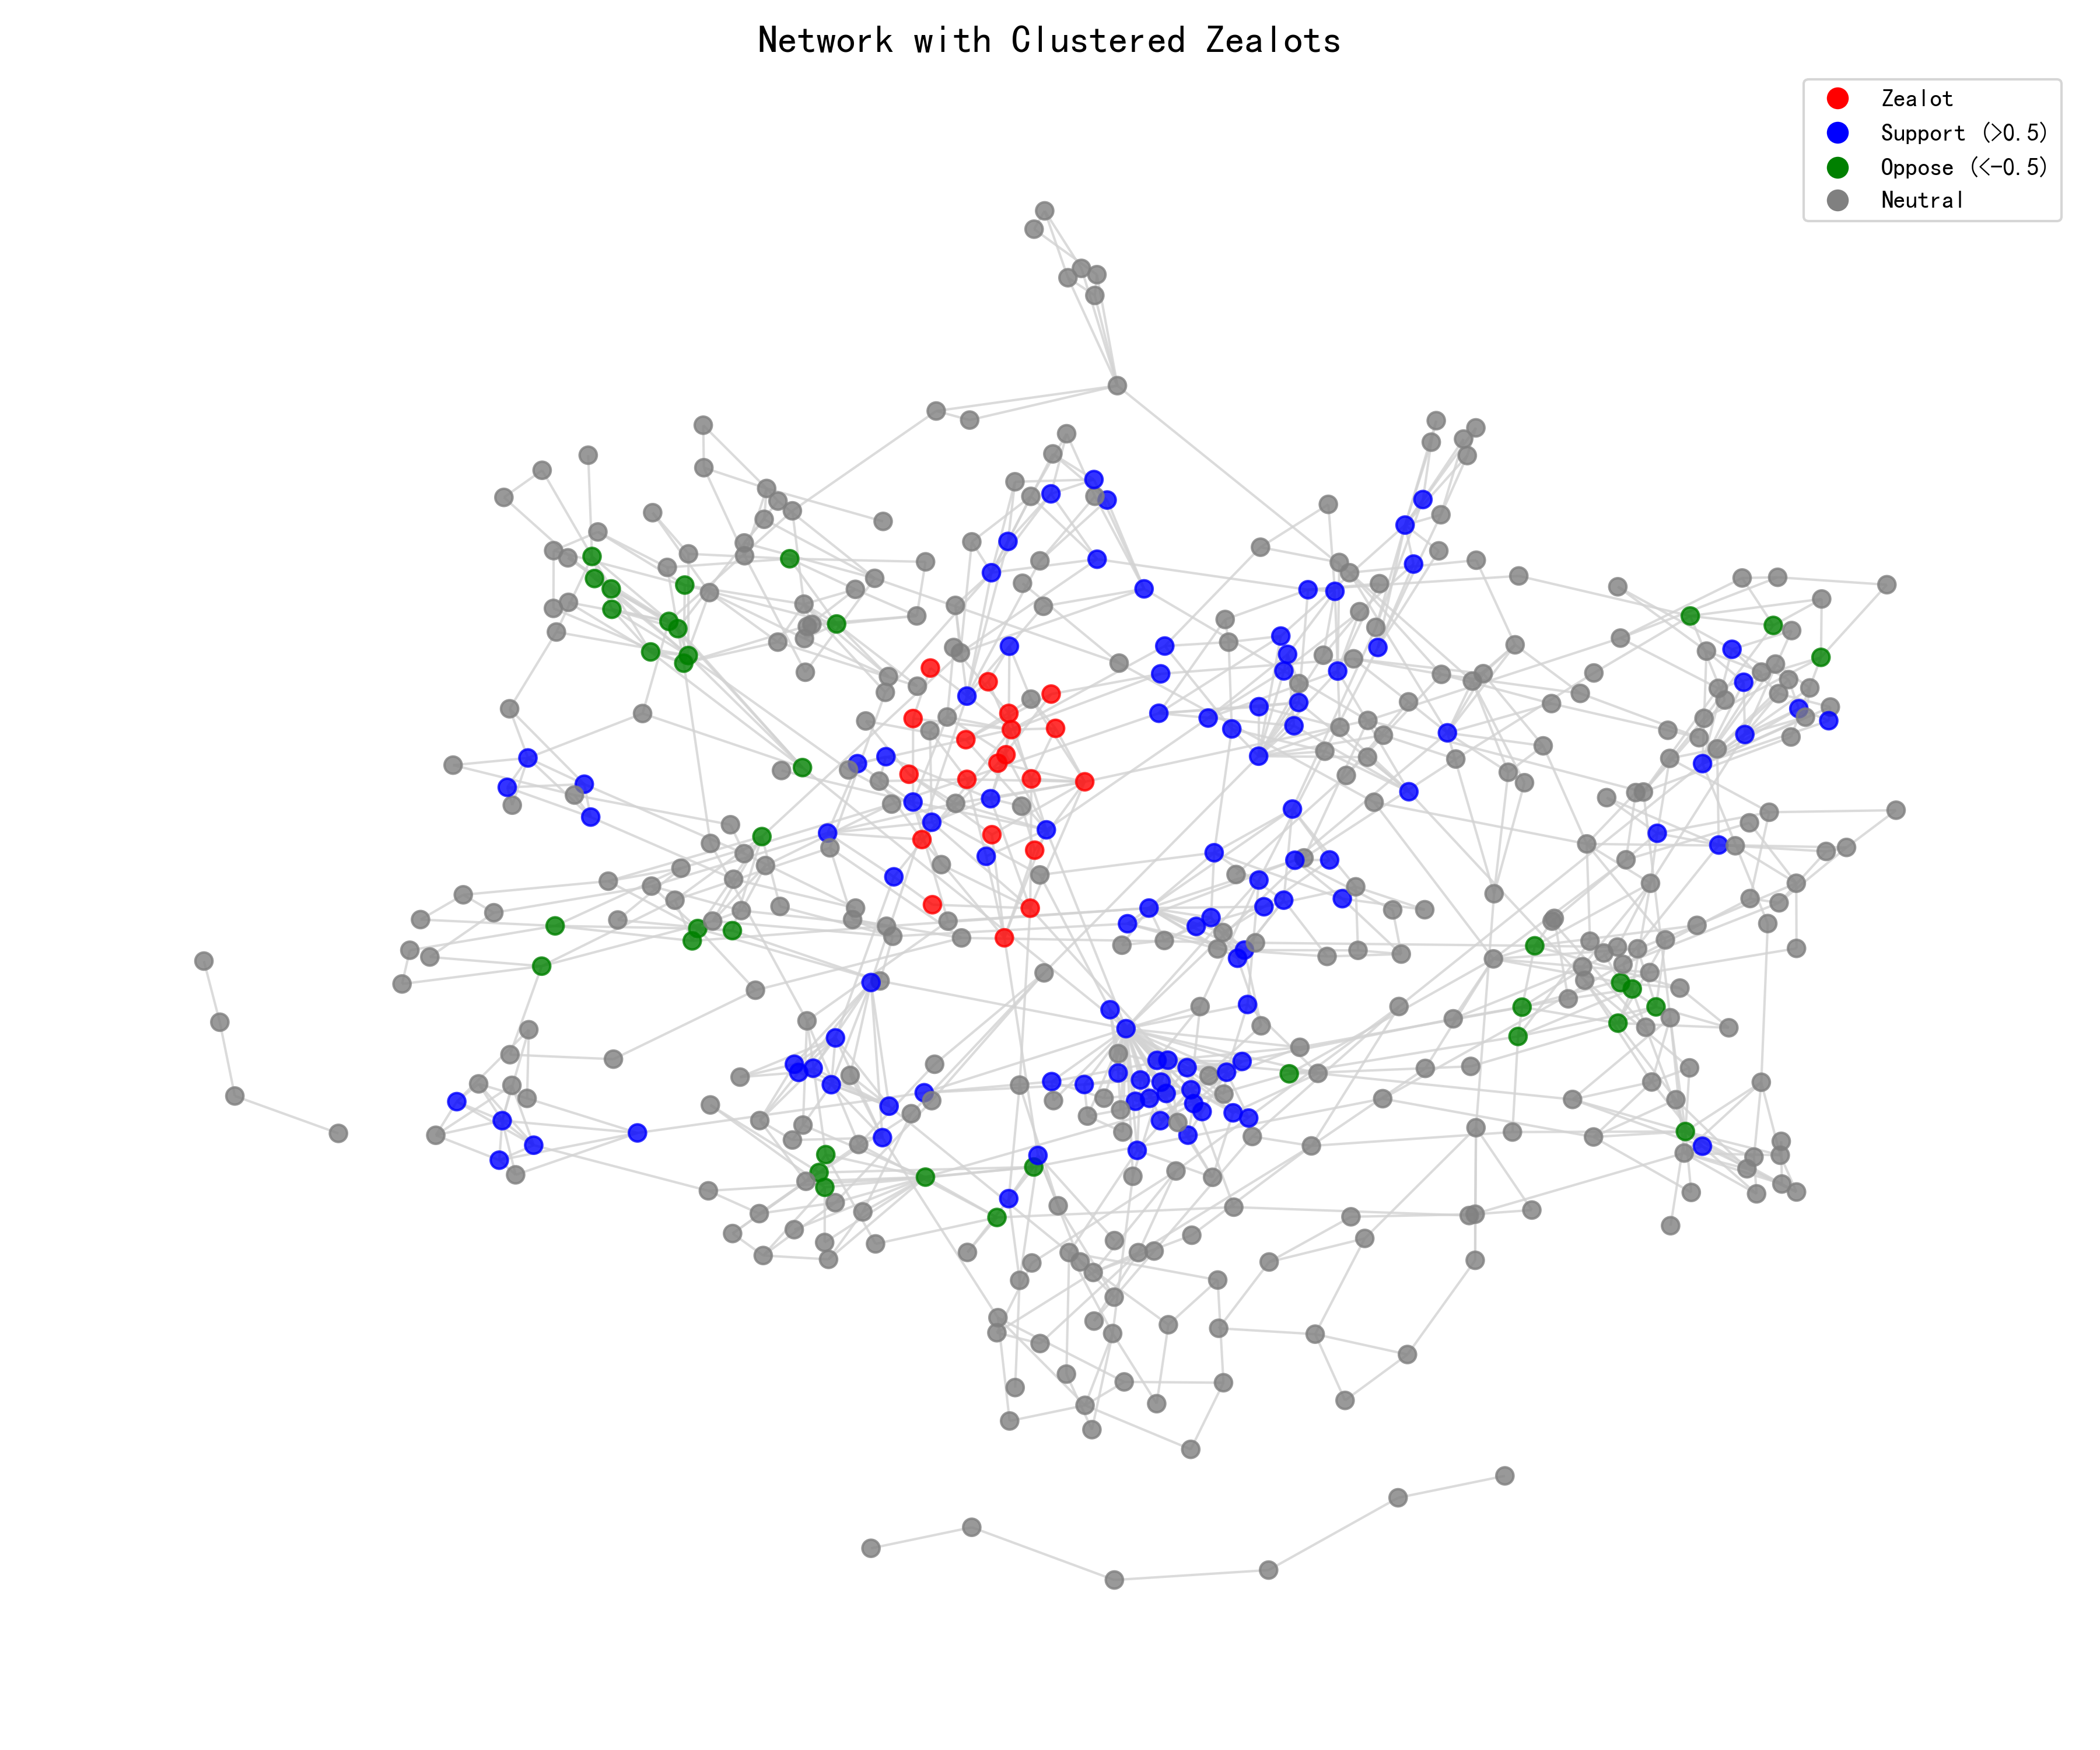 Network with Clustered Zealots
Zealot
Support (>0.5)
Oppose (<-0.5)
Neutral